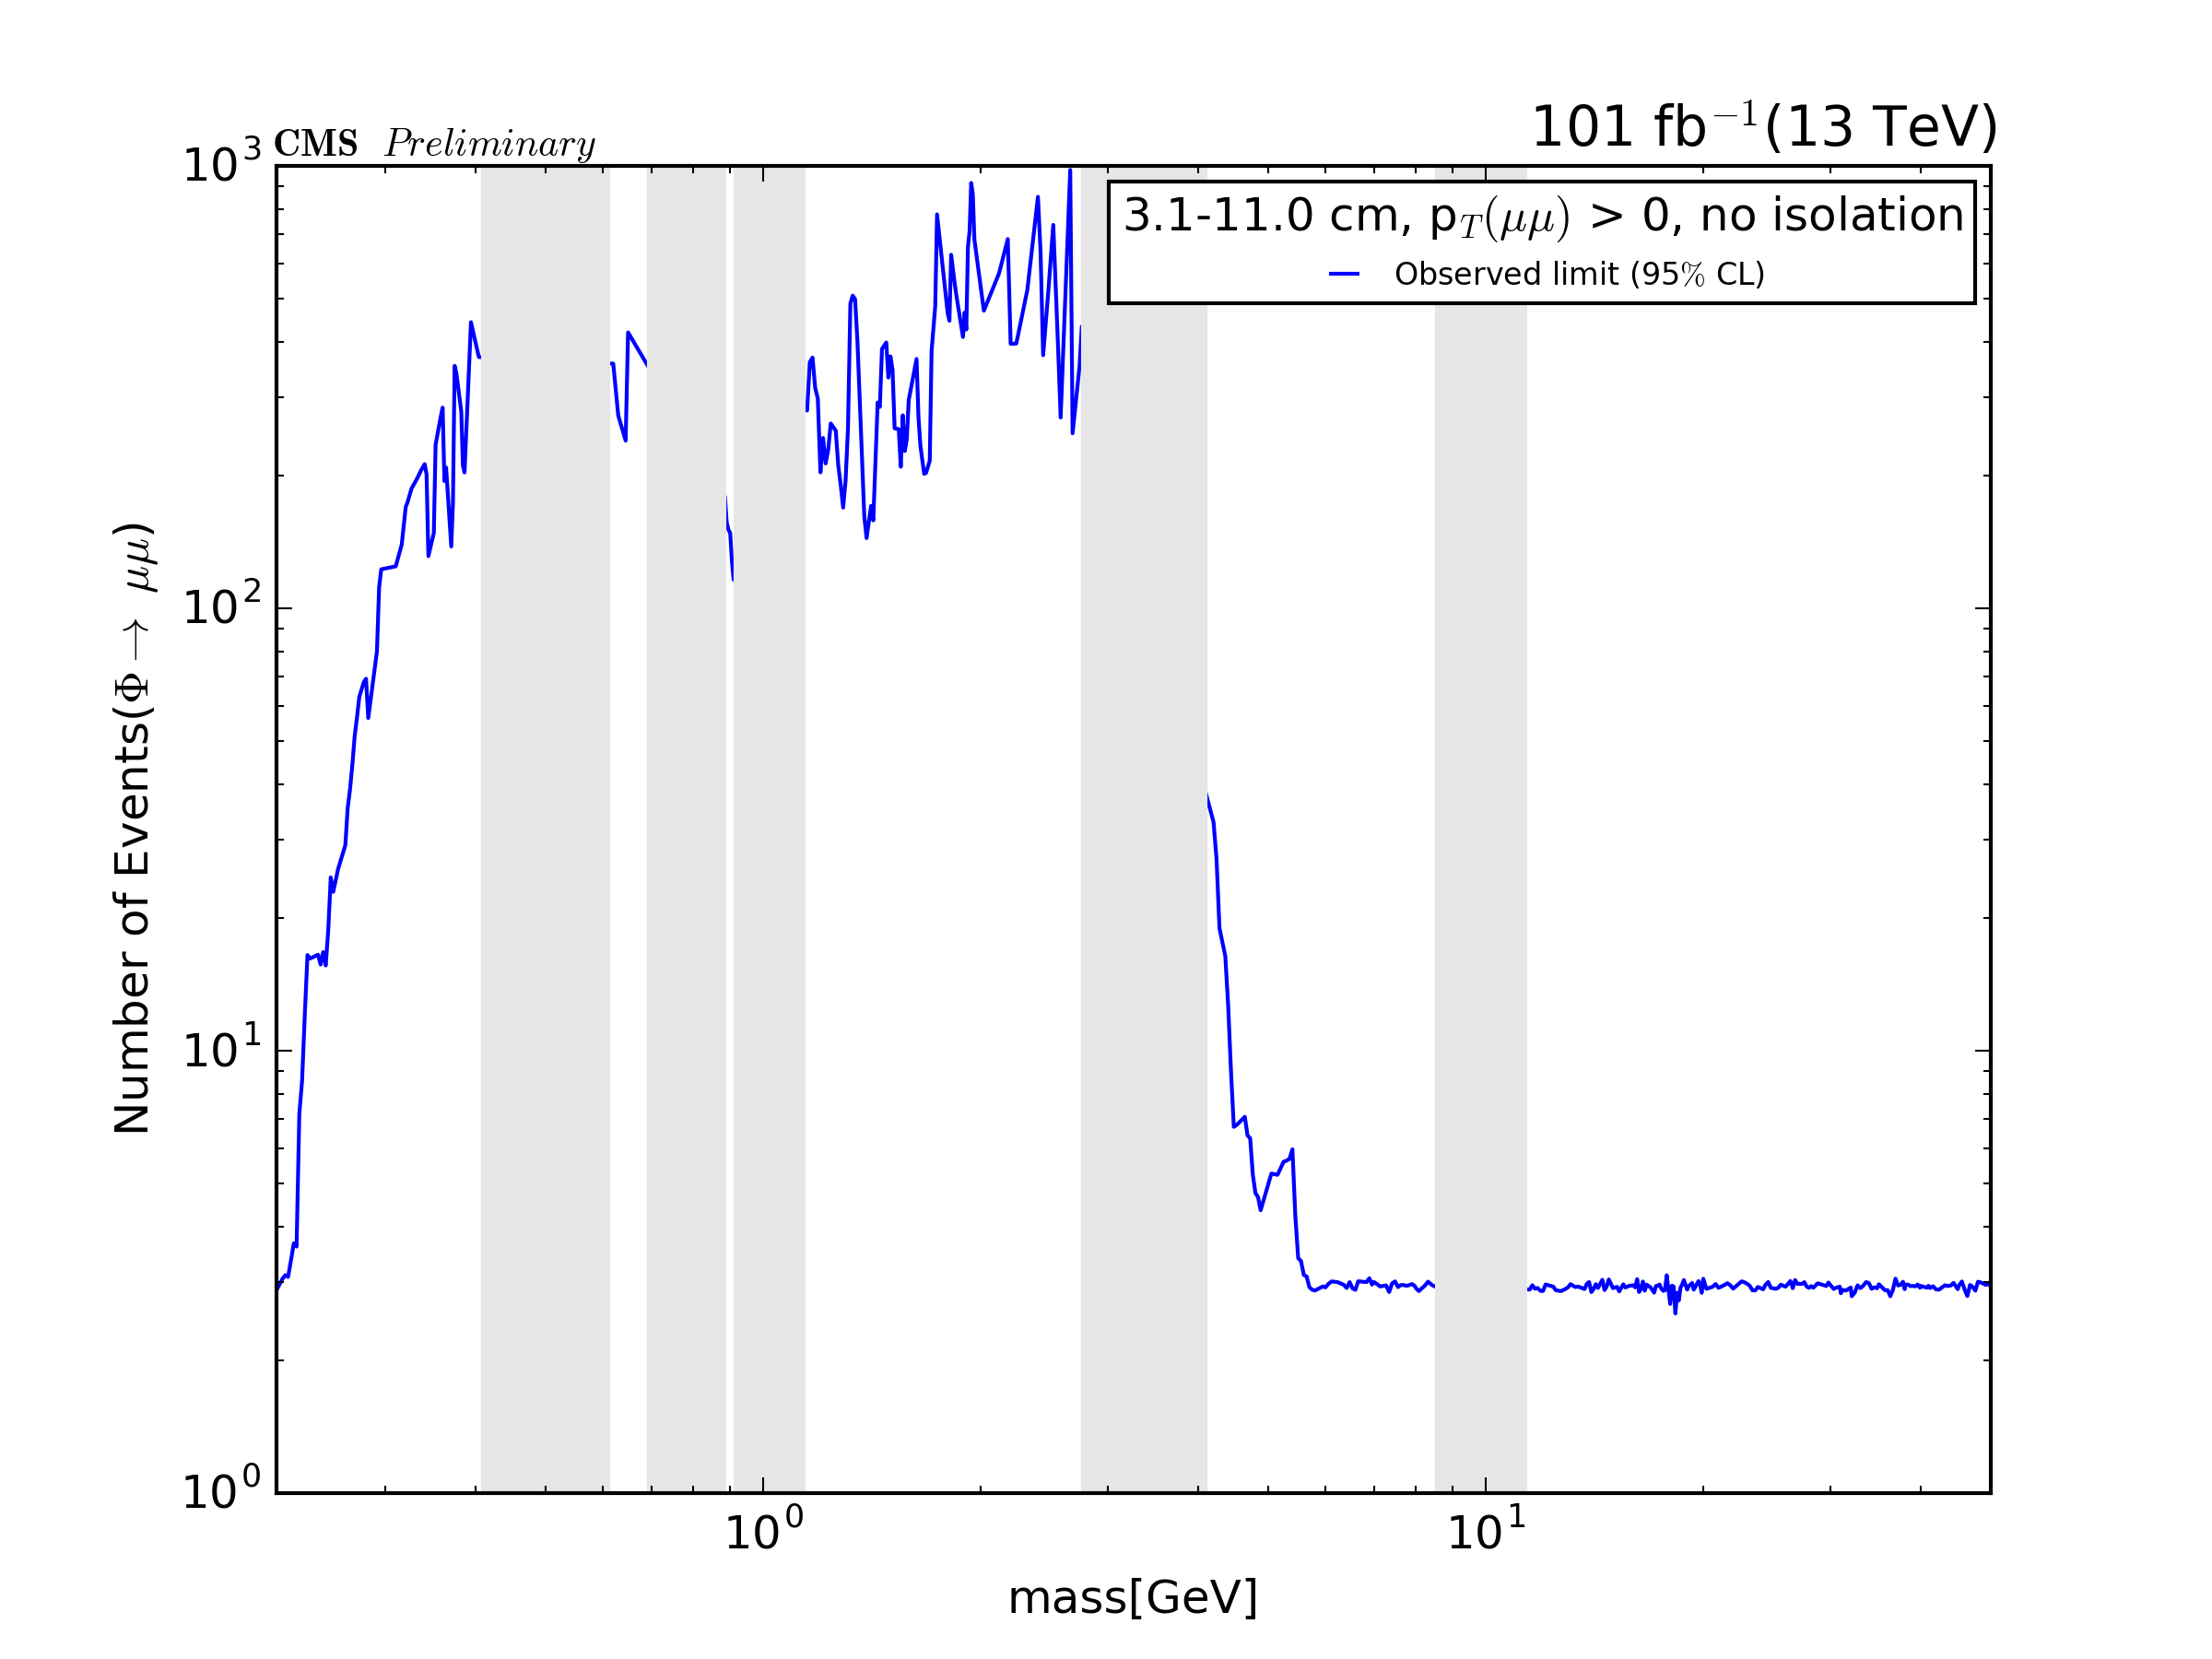 CMS Preliminary
101 fb⁻¹(13 TeV)
3.1-11.0 cm, p_T(μμ) > 0, no isolation
Observed limit (95% CL)
Number of Events(Φ → μμ)
10³
10²
10¹
10⁰
10⁰ 10¹
mass[GeV]